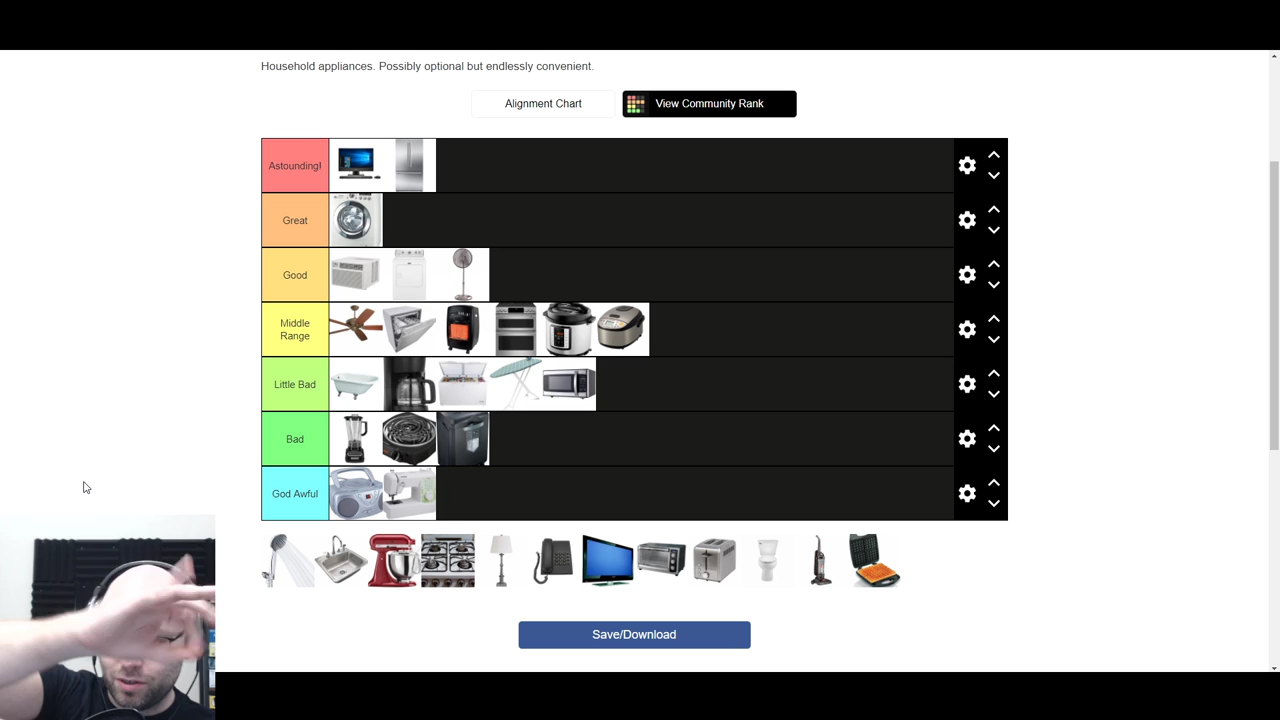 Household appliances. Possibly optional but endlessly convenient.
Alignment Chart
View Community Rank
Astounding!
Great
Good
Middle
Range
Little Bad
Bad
God Awful
Save/Download